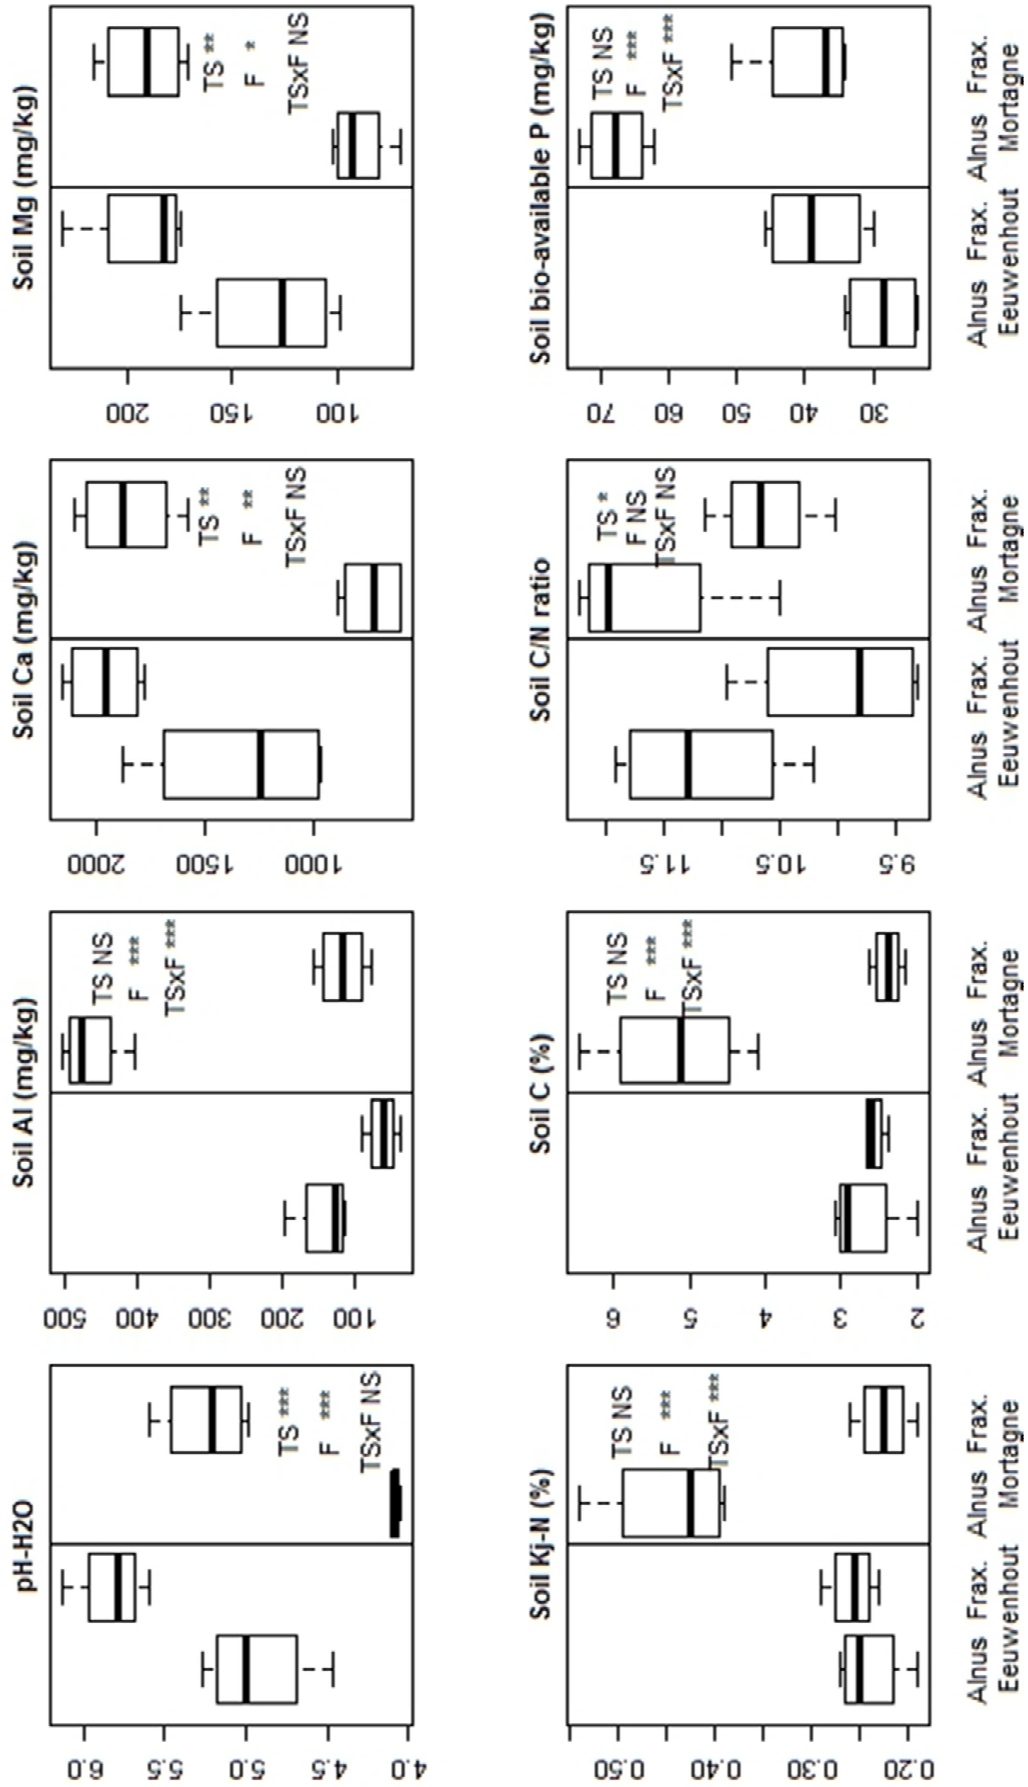 pH-H2O
6.0
5.5
5.0
4.5
4.0
TS ***
F ***
TSxF NS
Soil Al (mg/kg)
500
400
300
200
100
TS NS
F ***
TSxF ***
Soil Ca (mg/kg)
2000
1500
1000
TS **
F **
TSxF NS
Soil Mg (mg/kg)
200
150
100
TS **
F *
TSxF NS
Soil Kj-N (%)
0.50
0.40
0.30
0.20
TS NS
F ***
TSxF ***
Alnus Frax. Alnus Frax.
Eeuwenhout Mortagne
Soil C (%)
6
5
4
3
2
TS NS
F ***
TSxF ***
Alnus Frax. Alnus Frax.
Eeuwenhout Mortagne
Soil C/N ratio
11.5
10.5
9.5
TS *
F NS
TSxF NS
Alnus Frax. Alnus Frax.
Eeuwenhout Mortagne
Soil bio-available P (mg/kg)
70
60
50
40
30
TS NS
F ***
TSxF ***
Alnus Frax. Alnus Frax.
Eeuwenhout Mortagne